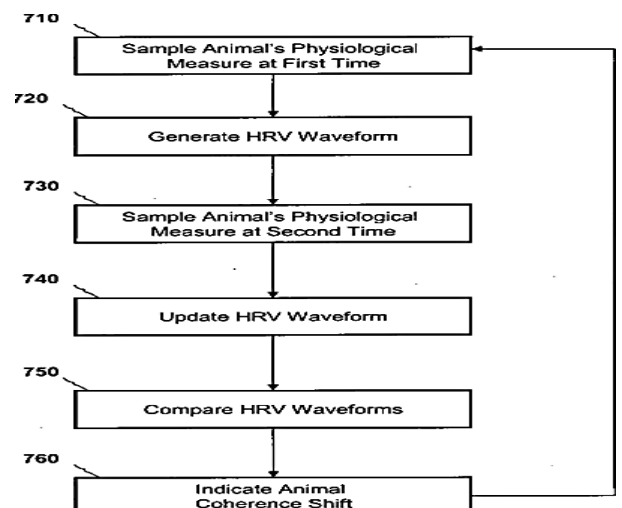 710
Sample Animal's Physiological
Measure at First Time
720
Generate HRV Waveform
730
Sample Animal's Physiological
Measure at Second Time
740
Update HRV Waveform
750
Compare HRV Waveforms
760
Indicate Animal
Coherence Shift